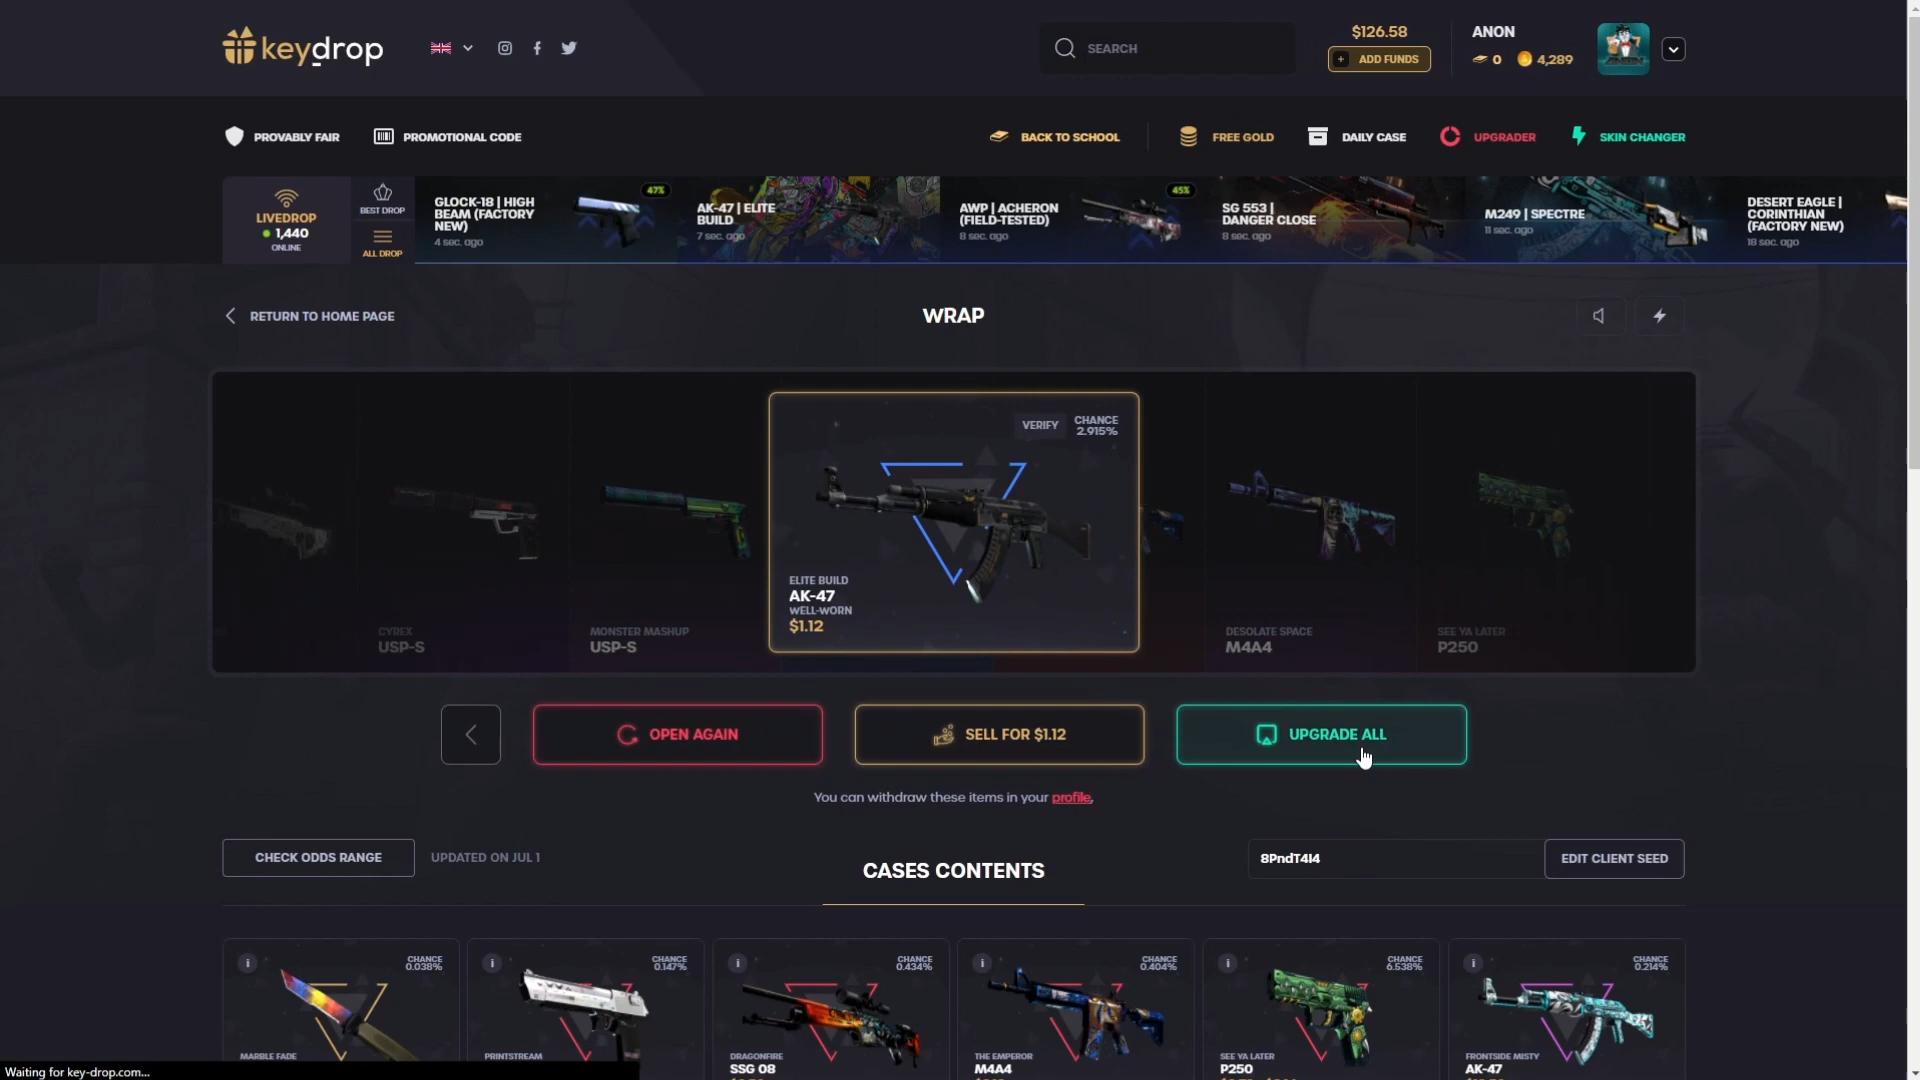 keydrop
SEARCH
$126.58
+ ADD FUNDS
ANON
0 4,289
PROVABLY FAIR
PROMOTIONAL CODE
BACK TO SCHOOL
FREE GOLD
DAILY CASE
UPGRADER
SKIN CHANGER
LIVEDROP
1,440
ONLINE
BEST DROP
ALL DROP
GLOCK-18 | HIGH
BEAM (FACTORY
NEW)
4 sec. ago
47%
AK-47 | ELITE
BUILD
7 sec. ago
AWP | ACHERON
(FIELD-TESTED)
8 sec. ago
45%
SG 553 |
DANGER CLOSE
8 sec. ago
M249 | SPECTRE
11 sec. ago
DESERT EAGLE |
CORINTHIAN
(FACTORY NEW)
18 sec. ago
RETURN TO HOME PAGE
WRAP
CYREX
USP-S
MONSTER MASHUP
USP-S
VERIFY
CHANCE
2.915%
ELITE BUILD
AK-47
WELL-WORN
$1.12
DESOLATE SPACE
M4A4
SEE YA LATER
P250
OPEN AGAIN
SELL FOR $1.12
UPGRADE ALL
You can withdraw these items in your profile.
CHECK ODDS RANGE
UPDATED ON JUL 1
CASES CONTENTS
8PndT4I4
EDIT CLIENT SEED
CHANCE
0.038%
MARBLE FADE
CHANCE
0.147%
PRINTSTREAM
CHANCE
0.434%
DRAGONFIRE
SSG 08
CHANCE
0.404%
THE EMPEROR
M4A4
CHANCE
6.538%
SEE YA LATER
P250
CHANCE
0.214%
FRONTSIDE MISTY
AK-47
Waiting for key-drop.com...